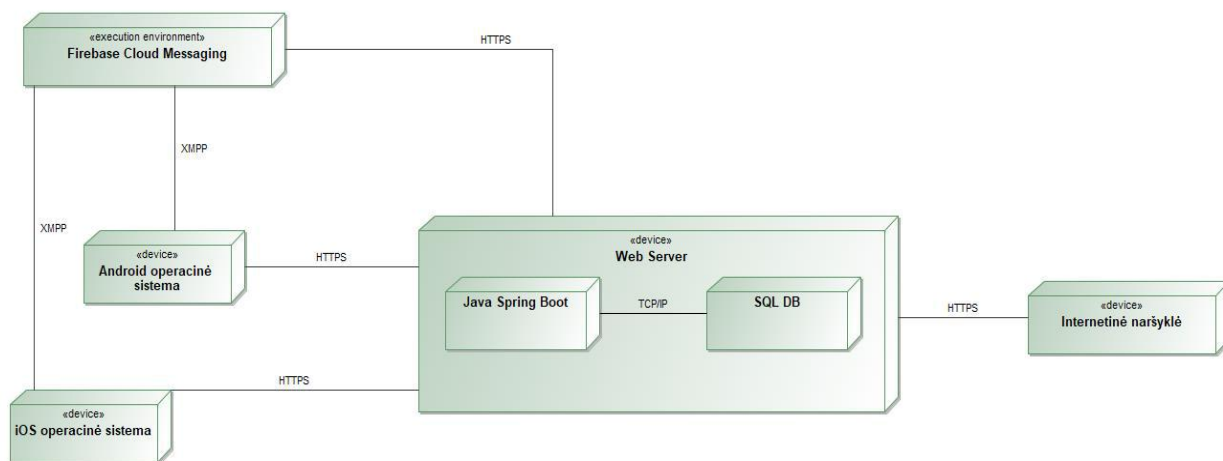 «execution environment»
Firebase Cloud Messaging
HTTPS
XMPP
XMPP
«device»
Android operacinė
sistema
HTTPS
«device»
Web Server
Java Spring Boot
TCP/IP
SQL DB
HTTPS
«device»
Internetinė naršyklė
HTTPS
«device»
iOS operacinė sistema